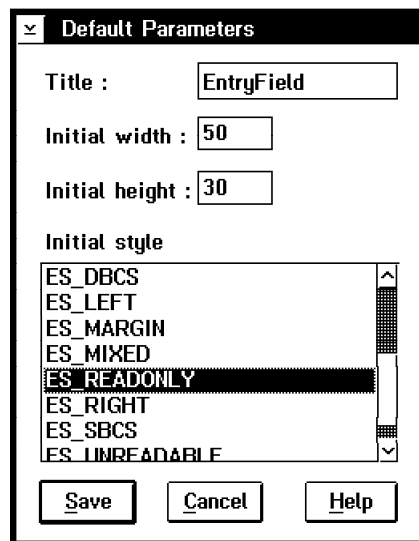 Default Parameters
Title : EntryField
Initial width : 50
Initial height : 30
Initial style
ES_DBCS
ES_LEFT
ES_MARGIN
ES_MIXED
ES_READONLY
ES_RIGHT
ES_SBCS
ES_UNREADABLE
Save Cancel Help